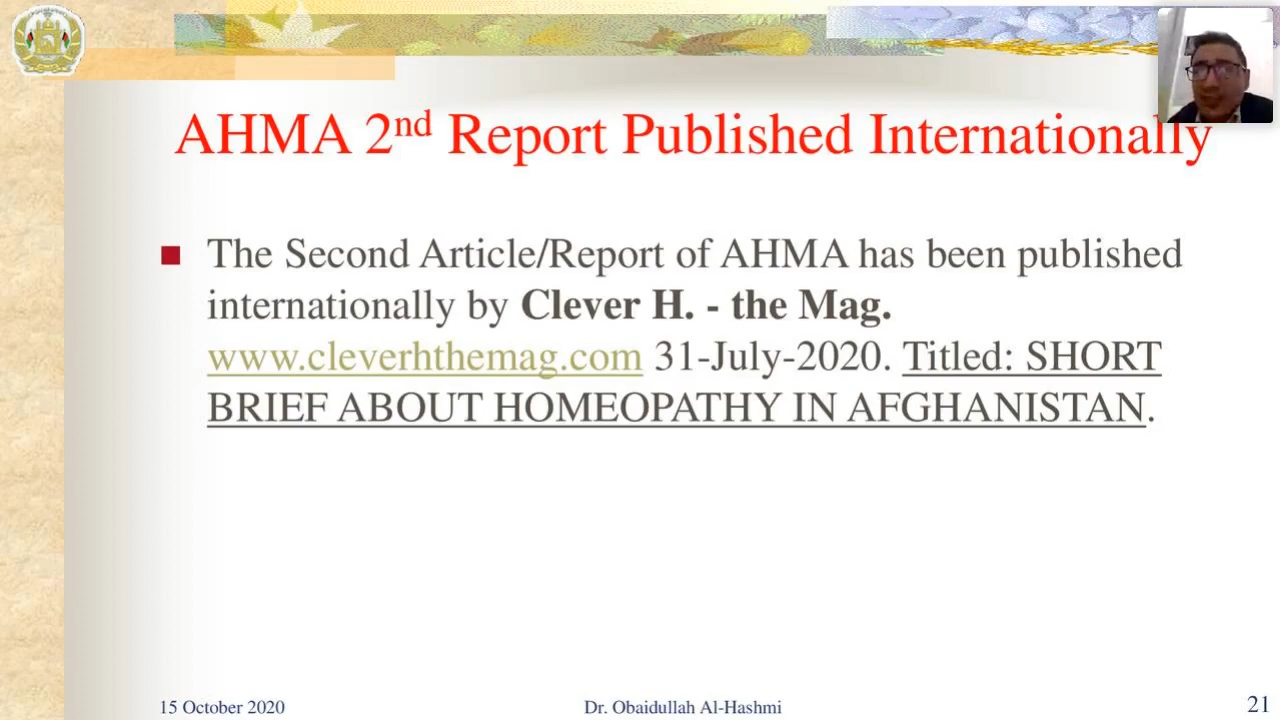 AHMA 2nd Report Published Internationally
The Second Article/Report of AHMA has been published
internationally by Clever H. - the Mag.
www.cleverhthemag.com 31-July-2020. Titled: SHORT
BRIEF ABOUT HOMEOPATHY IN AFGHANISTAN.
15 October 2020
Dr. Obaidullah Al-Hashmi
21